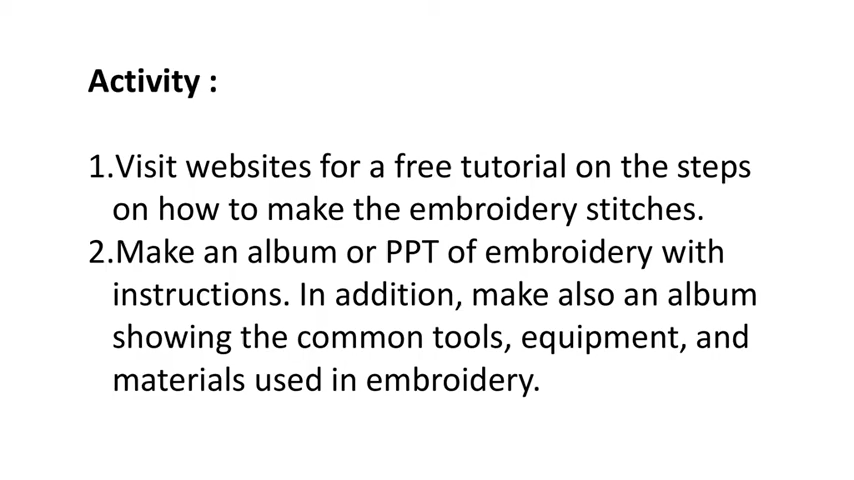 Activity :
1.Visit websites for a free tutorial on the steps
on how to make the embroidery stitches.
2.Make an album or PPT of embroidery with
instructions. In addition, make also an album
showing the common tools, equipment, and
materials used in embroidery.